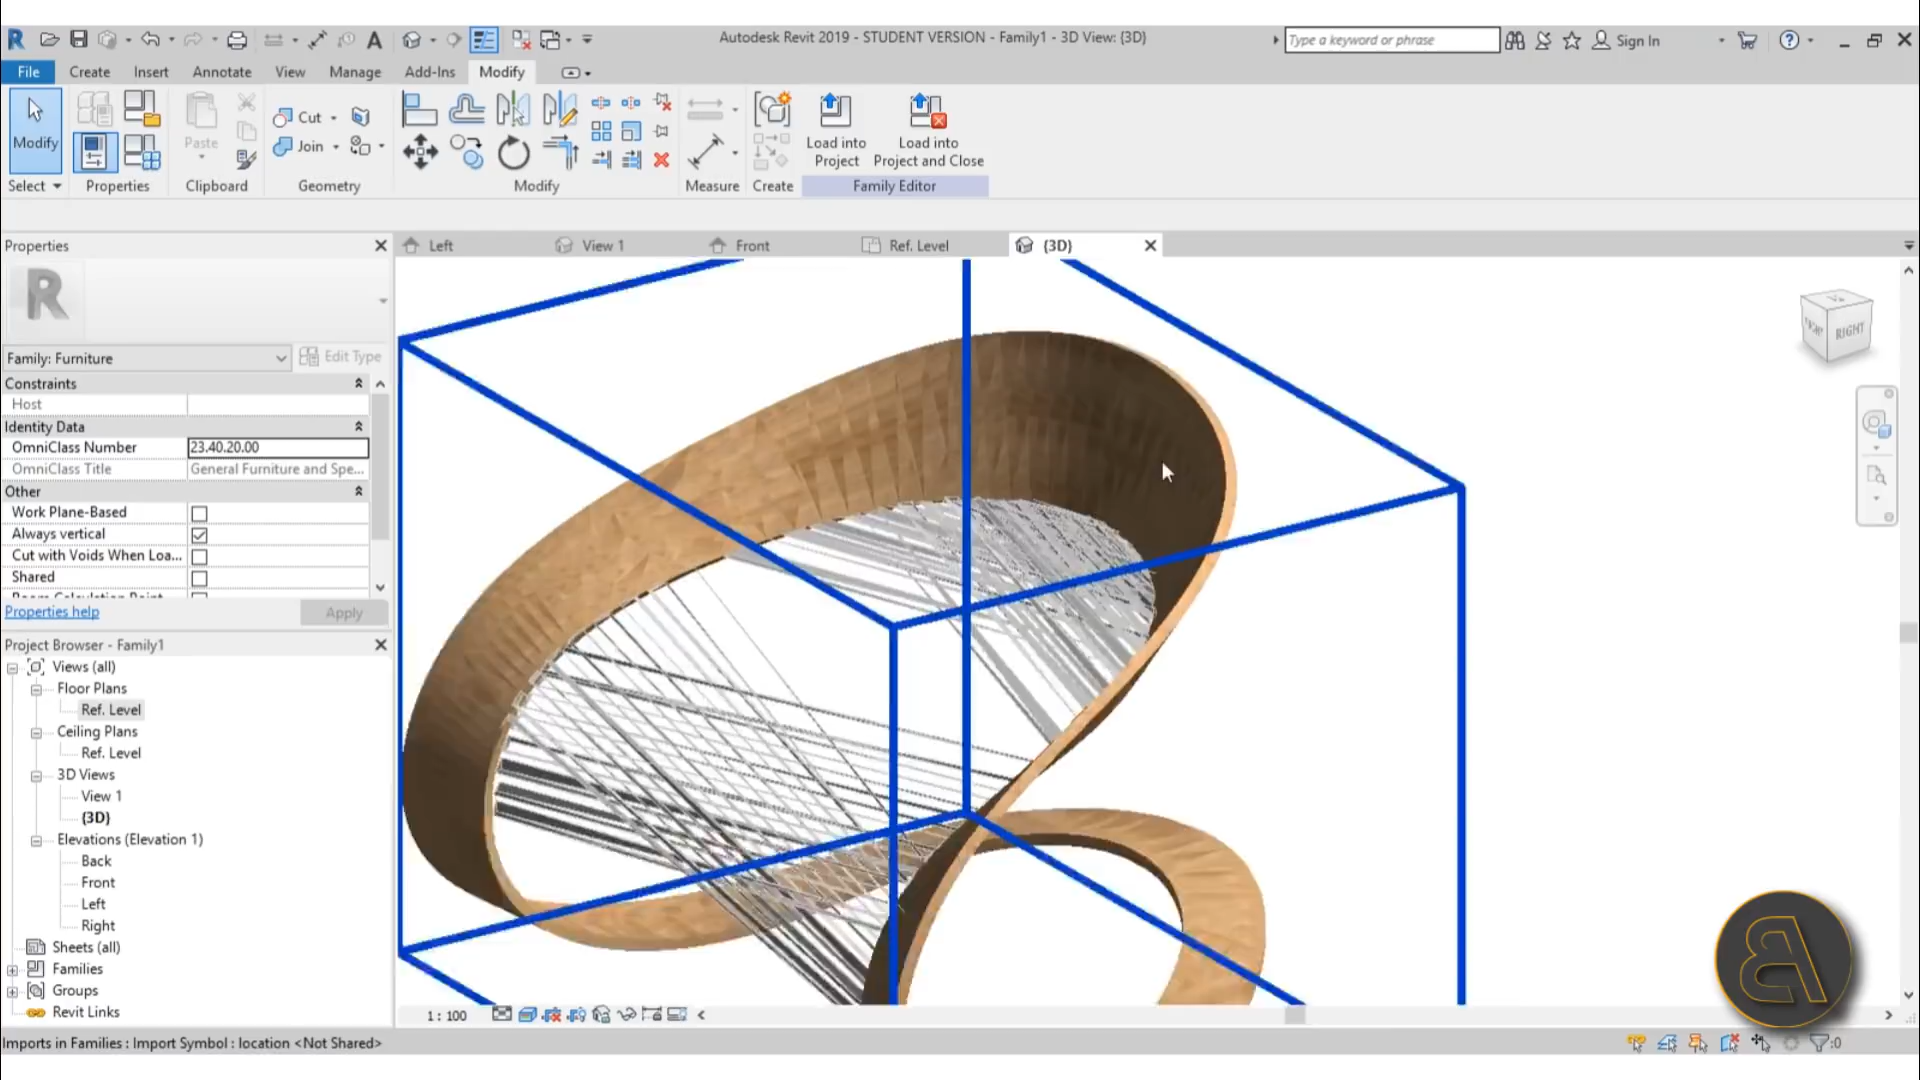 Autodesk Revit 2019 - STUDENT VERSION - Family1 - 3D View: {3D}
Type a keyword or phrase
Sign In
File Create Insert Annotate View Manage Add-Ins Modify
Modify
Paste
Cut
Join
Load into Project
Load into Project and Close
Select Properties Clipboard Geometry Modify Measure Create Family Editor
Properties
Left View 1 Front Ref. Level {3D}
R
Family: Furniture
Edit Type
Constraints
Host
Identity Data
OmniClass Number 23.40.20.00
OmniClass Title General Furniture and Spe...
Other
Work Plane-Based
Always vertical
Cut with Voids When Loa...
Shared
Properties help
Apply
Project Browser - Family1
Views (all)
Floor Plans
Ref. Level
Ceiling Plans
Ref. Level
3D Views
View 1
{3D}
Elevations (Elevation 1)
Back
Front
Left
Right
Sheets (all)
Families
Groups
Revit Links
RIGHT
1 : 100
Imports in Families : Import Symbol : location <Not Shared>
:0